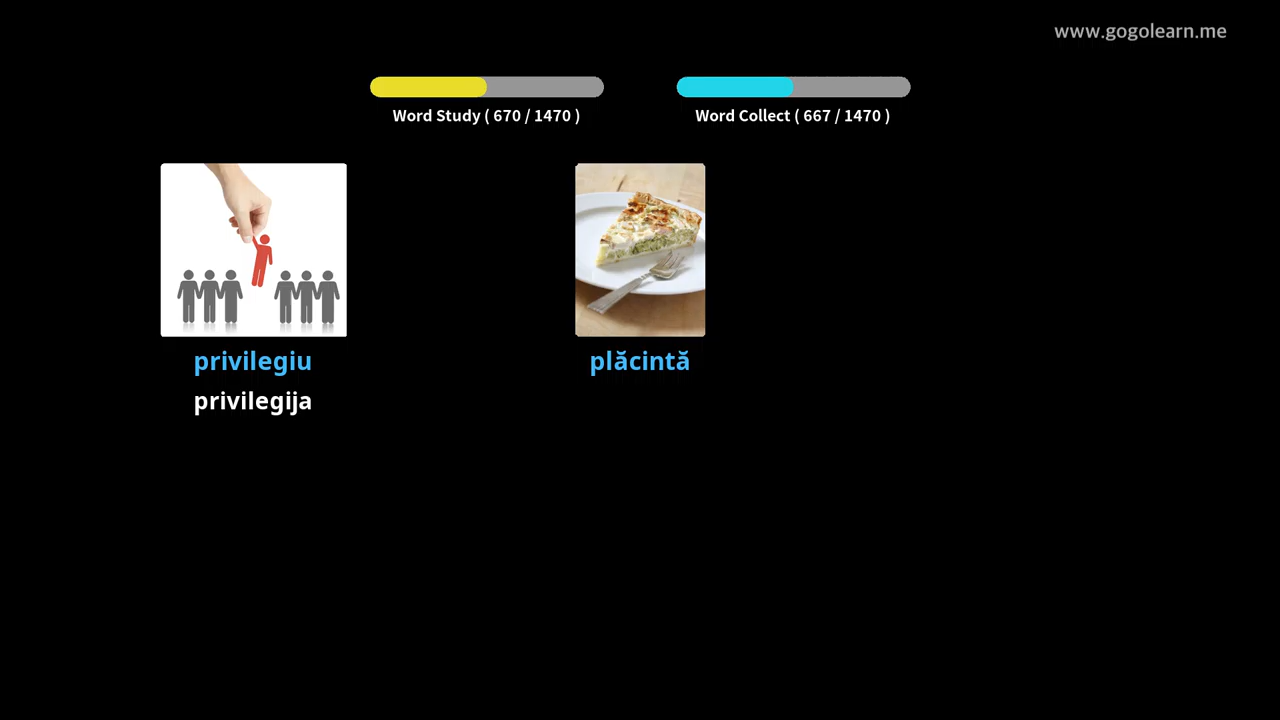 www.gogolearn.me
Word Study ( 670 / 1470 )
Word Collect ( 667 / 1470 )
privilegiu
plăcintă
privilegija